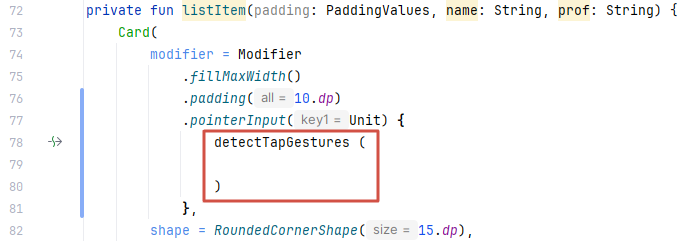 72 private fun listItem(padding: PaddingValues, name: String, prof: String) {
73 Card(
74 modifier = Modifier
75 .fillMaxWidth()
76 .padding( all = 10.dp)
77 .pointerInput( key1 = Unit) {
78 detectTapGestures (
79
80 )
81 },
82 shape = RoundedCornerShape( size = 15.dp),